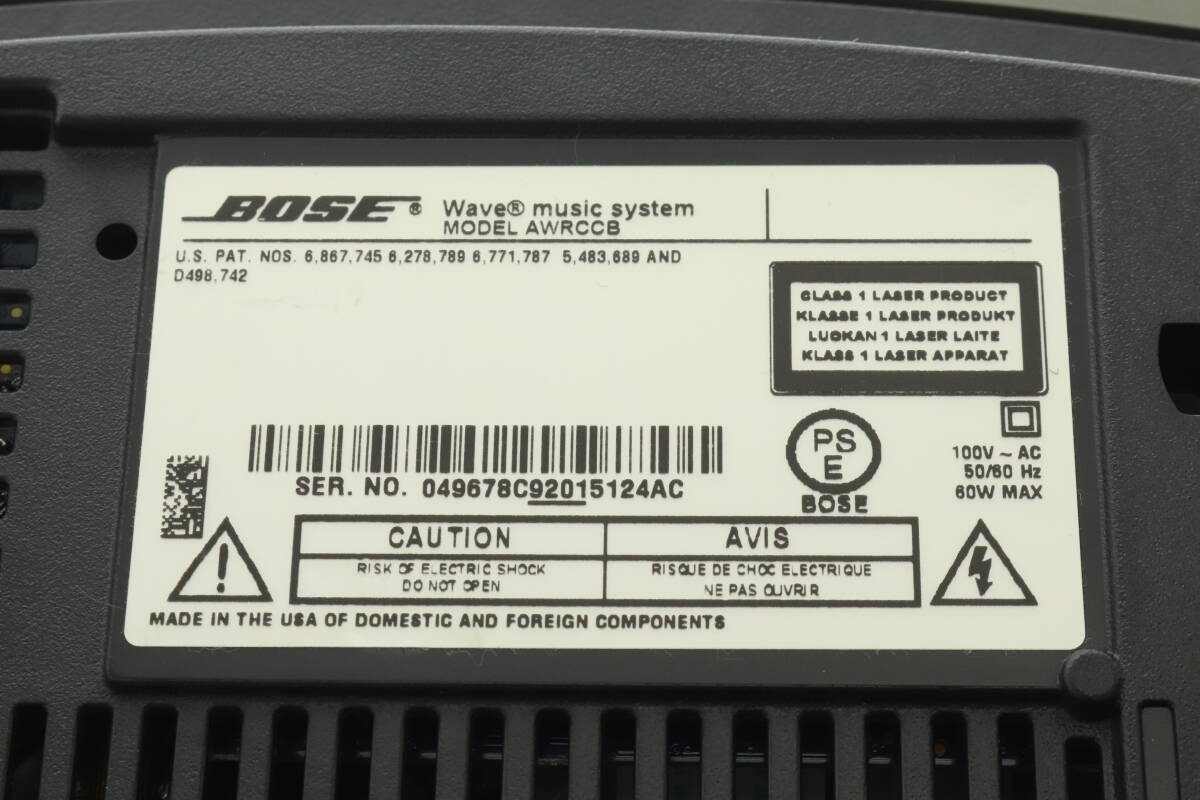 BOSE® Wave® music system
MODEL AWRCCB
U.S. PAT. NOS. 6,867,745 6,278,789 6,771,787 5,483,689 AND
D498,742
CLASS 1 LASER PRODUCT
KLASSE 1 LASER PRODUKT
LUOKAN 1 LASER LAITE
KLASS 1 LASER APPARAT
SER. NO. 049678C92015124AC
PS
E
BOSE
100V ~ AC
50/60 Hz
60W MAX
CAUTION
RISK OF ELECTRIC SHOCK
DO NOT OPEN
AVIS
RISQUE DE CHOC ELECTRIQUE
NE PAS OUVRIR
MADE IN THE USA OF DOMESTIC AND FOREIGN COMPONENTS